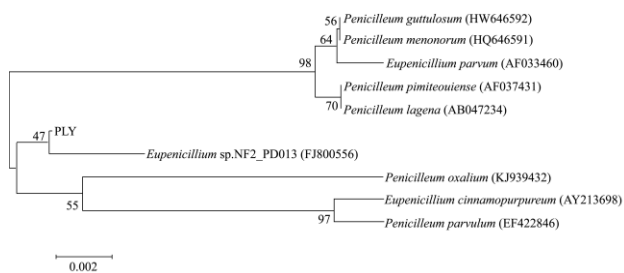 56 Penicilleum guttulosum (HW646592)
64
Penicilleum menonorum (HQ646591)
98
Eupenicillium parvum (AF033460)
Penicilleum pimiteouiense (AF037431)
70
Penicilleum lagena (AB047234)
47 PLY
Eupenicillium sp.NF2_PD013 (FJ800556)
Penicilleum oxalium (KJ939432)
55
Eupenicillium cinnamopurpureum (AY213698)
97
Penicilleum parvulum (EF422846)
0.002